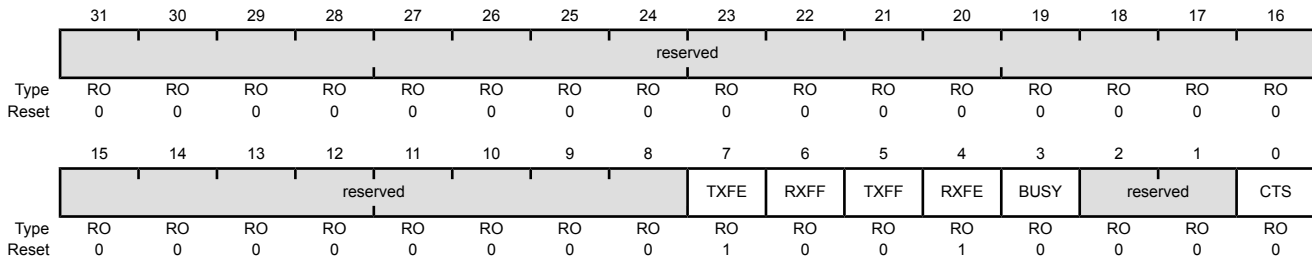 31 30 29 28 27 26 25 24 23 22 21 20 19 18 17 16
reserved
Type RO RO RO RO RO RO RO RO RO RO RO RO RO RO RO RO
Reset 0 0 0 0 0 0 0 0 0 0 0 0 0 0 0 0
15 14 13 12 11 10 9 8 7 6 5 4 3 2 1 0
reserved TXFE RXFF TXFF RXFE BUSY reserved CTS
Type RO RO RO RO RO RO RO RO RO RO RO RO RO RO RO RO
Reset 0 0 0 0 0 0 0 0 1 0 0 1 0 0 0 0